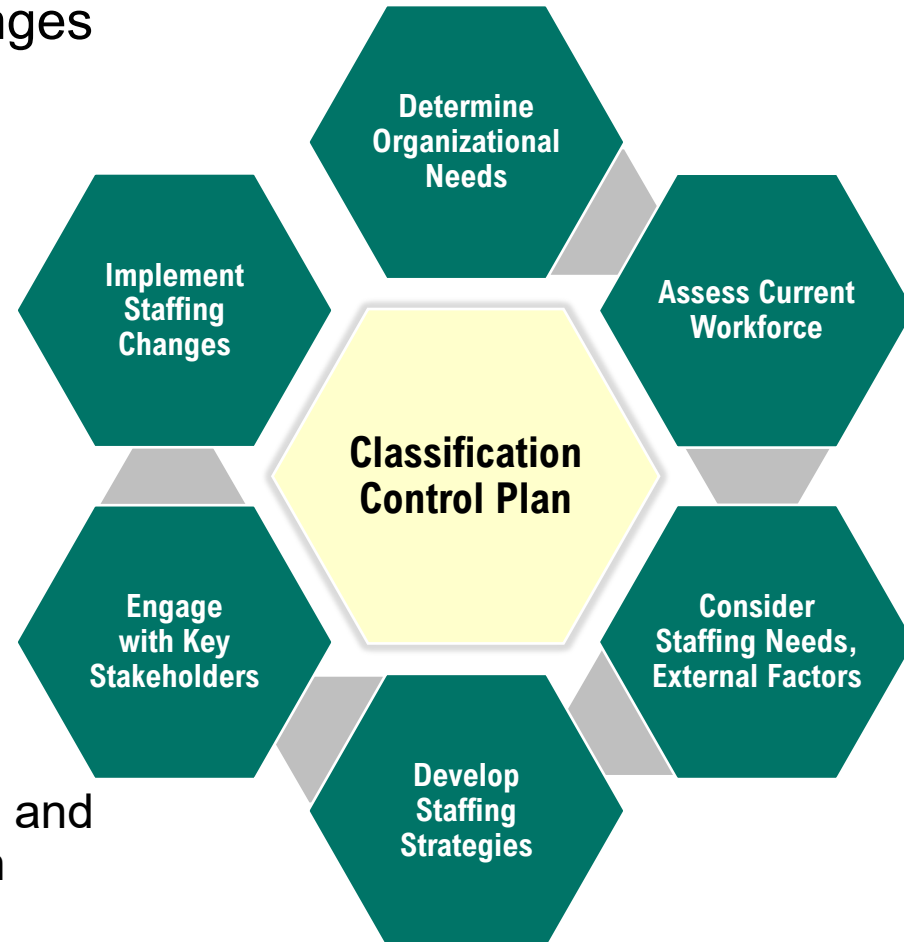 Determine
Organizational
Needs
Assess Current
Workforce
Consider
Staffing Needs,
External Factors
Develop
Staffing
Strategies
Engage
with Key
Stakeholders
Implement
Staffing
Changes
Classification
Control Plan
and